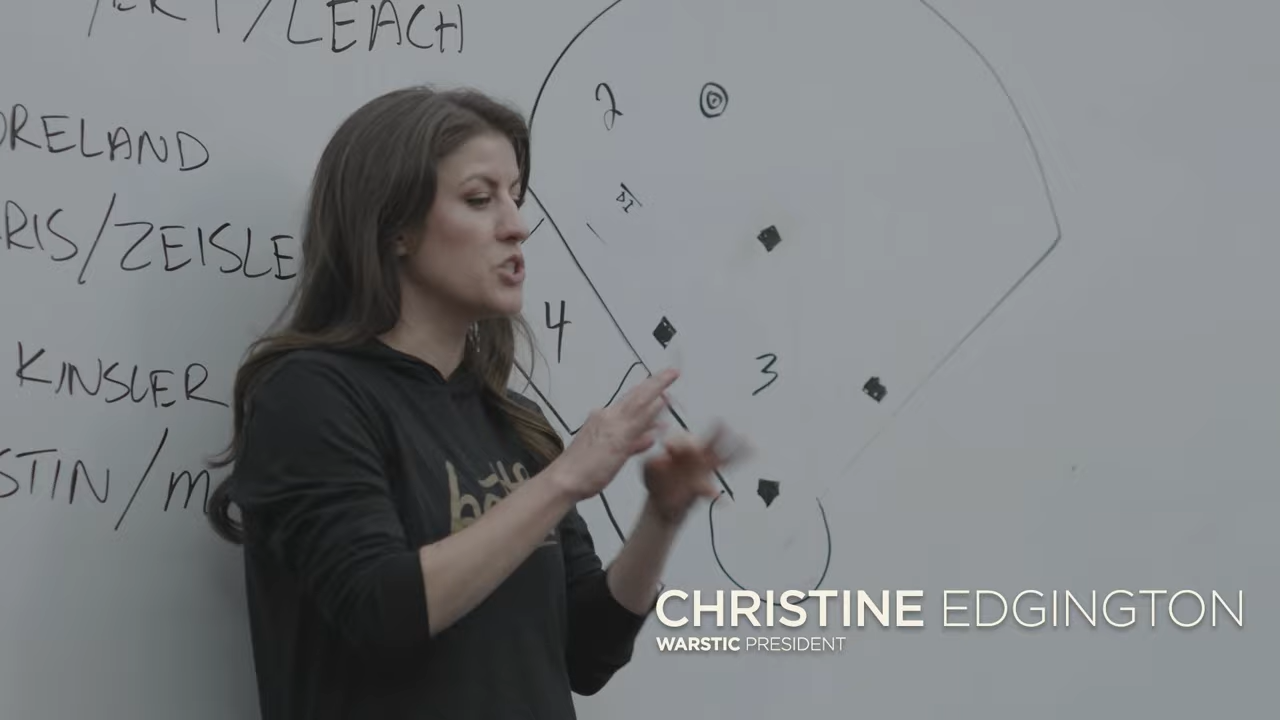 /LEACH
ORELAND
RIS/ZEISLE
KINSLER
STIN/m
2
4
3
CHRISTINE EDGINGTON
WARSTIC PRESIDENT